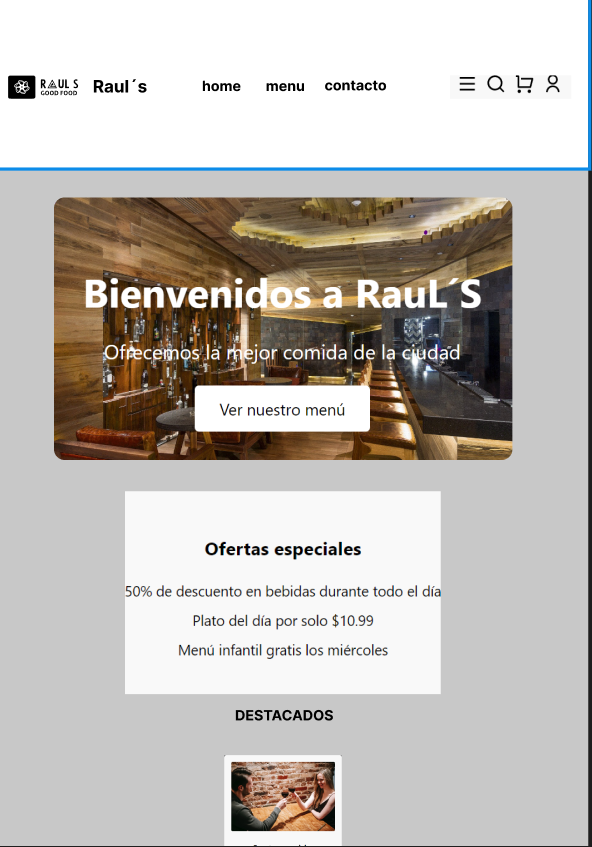 RAUL S
GOOD FOOD
Raul´s
home
menu
contacto
Bienvenidos a RauL´S
Ofrecemos la mejor comida de la ciudad
Ver nuestro menú
Ofertas especiales
50% de descuento en bebidas durante todo el día
Plato del día por solo $10.99
Menú infantil gratis los miércoles
DESTACADOS